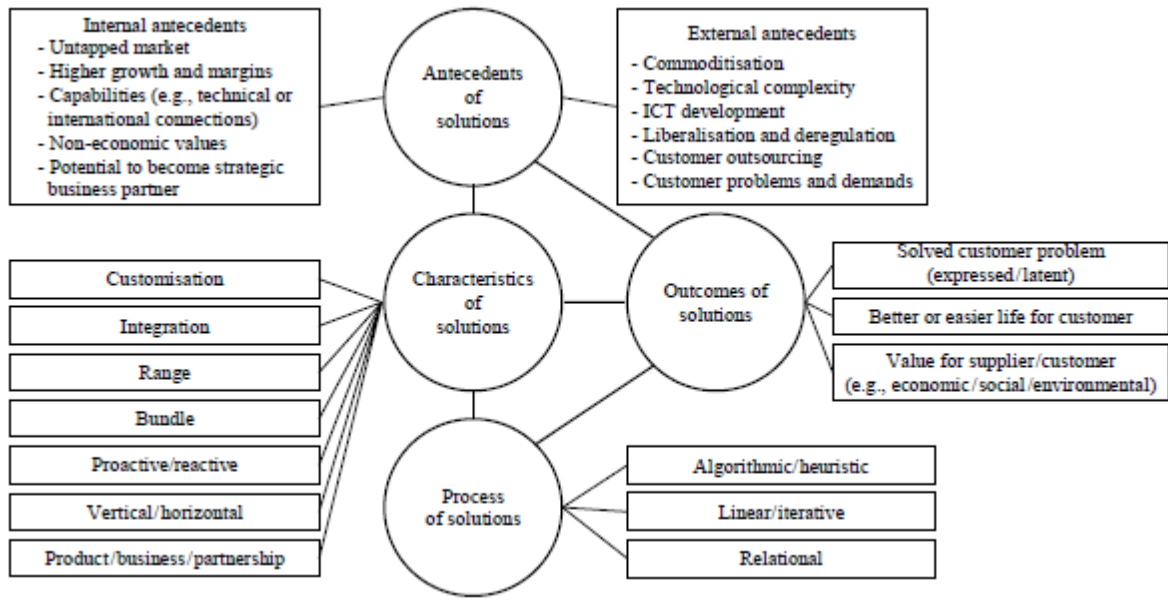 Internal antecedents
- Untapped market
- Higher growth and margins
- Capabilities (e.g., technical or
international connections)
- Non-economic values
- Potential to become strategic
business partner
Antecedents
of
solutions
External antecedents
- Commoditisation
- Technological complexity
- ICT development
- Liberalisation and deregulation
- Customer outsourcing
- Customer problems and demands
Customisation
Integration
Range
Bundle
Proactive/reactive
Vertical/horizontal
Product/business/partnership
Characteristics
of
solutions
Outcomes of
solutions
Solved customer problem
(expressed/latent)
Better or easier life for customer
Value for supplier/customer
(e.g., economic/social/environmental)
Process
of solutions
Algorithmic/heuristic
Linear/iterative
Relational